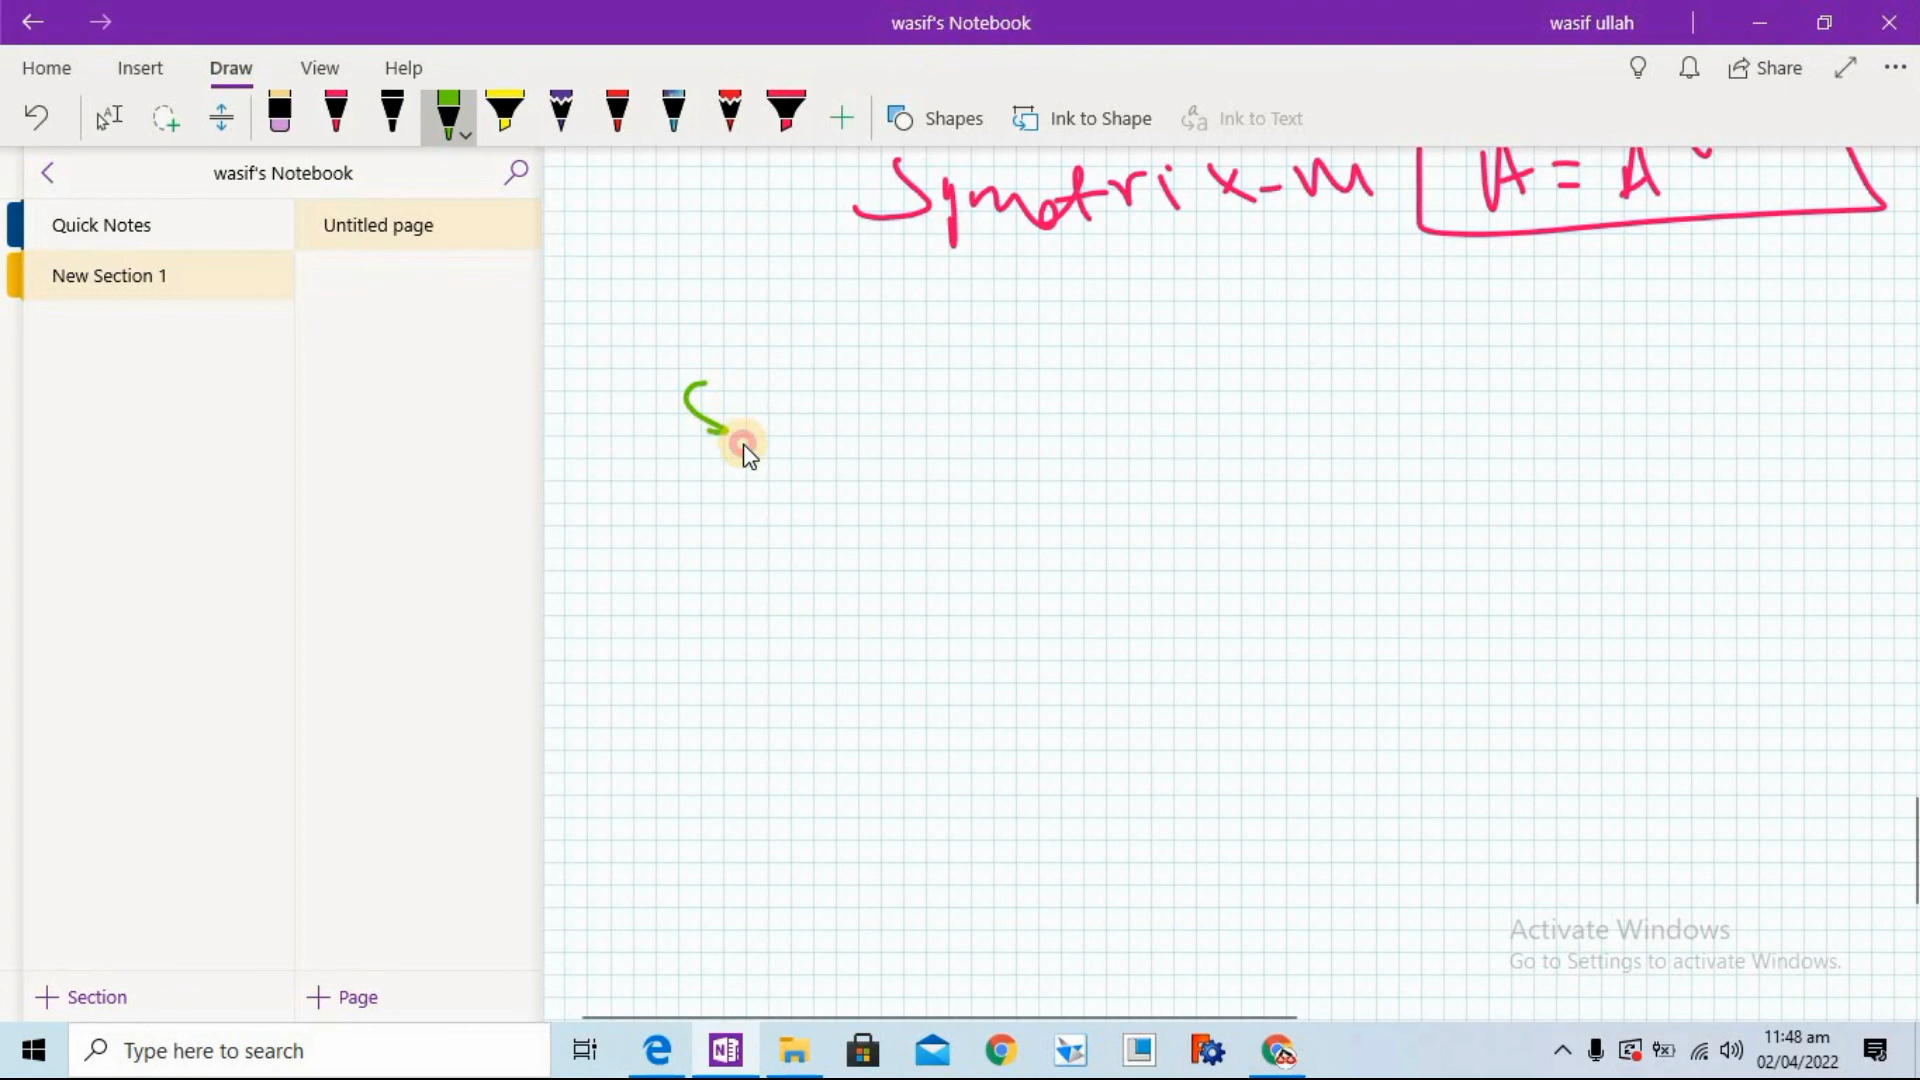 wasif's Notebook
wasif ullah
Home Insert Draw View Help
Share
Shapes
Ink to Shape
Ink to Text
wasif's Notebook
Quick Notes
Untitled page
New Section 1
Symotrix-m
A = A
Activate Windows
Go to Settings to activate Windows.
Section
Page
Type here to search
11:48 am
02/04/2022